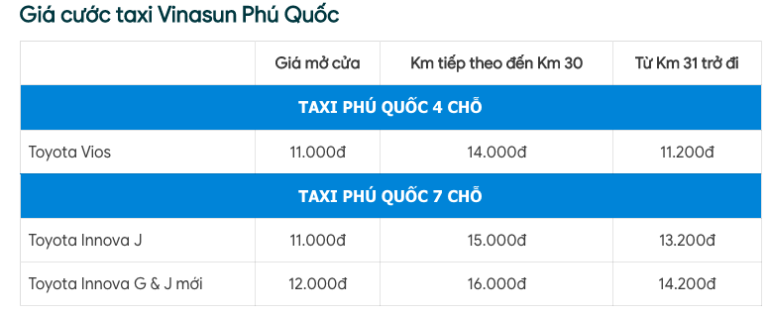 Giá cước taxi Vinasun Phú Quốc
Giá mở cửa Km tiếp theo đến Km 30 Từ Km 31 trở đi
TAXI PHÚ QUỐC 4 CHỖ
Toyota Vios 11.000đ 14.000đ 11.200đ
TAXI PHÚ QUỐC 7 CHỖ
Toyota Innova J 11.000đ 15.000đ 13.200đ
Toyota Innova G & J mới 12.000đ 16.000đ 14.200đ